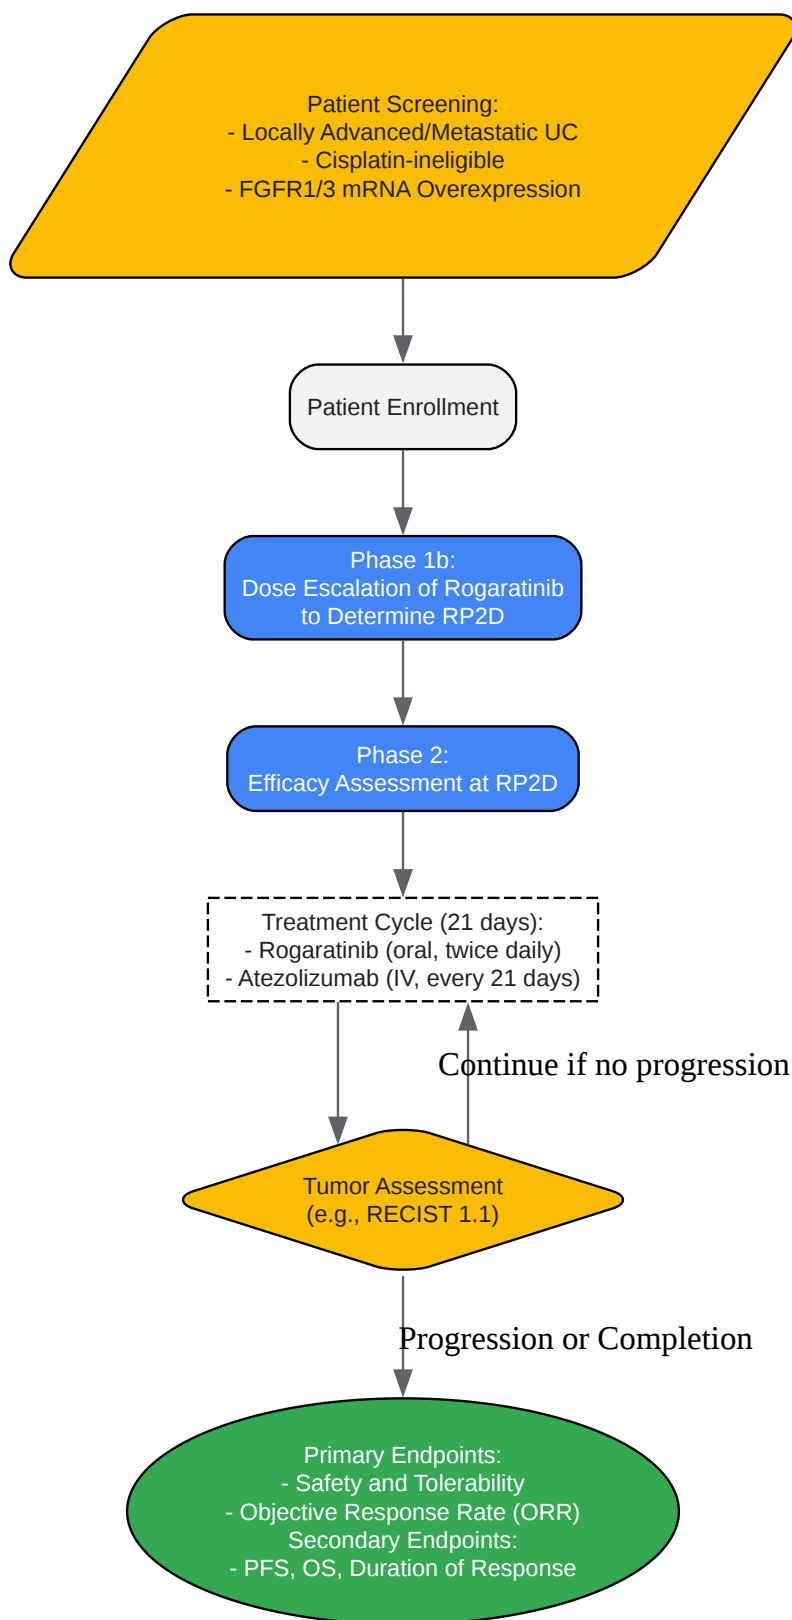 Patient Screening:
- Locally Advanced/Metastatic UC
- Cisplatin-ineligible
- FGFR1/3 mRNA Overexpression
Patient Enrollment
Phase 1b:
Dose Escalation of Rogaratinib
to Determine RP2D
Phase 2:
Efficacy Assessment at RP2D
Treatment Cycle (21 days):
- Rogaratinib (oral, twice daily)
- Atezolizumab (IV, every 21 days)
Continue if no progression
Tumor Assessment
(e.g., RECIST 1.1)
Progression or Completion
Primary Endpoints:
- Safety and Tolerability
- Objective Response Rate (ORR)
Secondary Endpoints:
- PFS, OS, Duration of Response